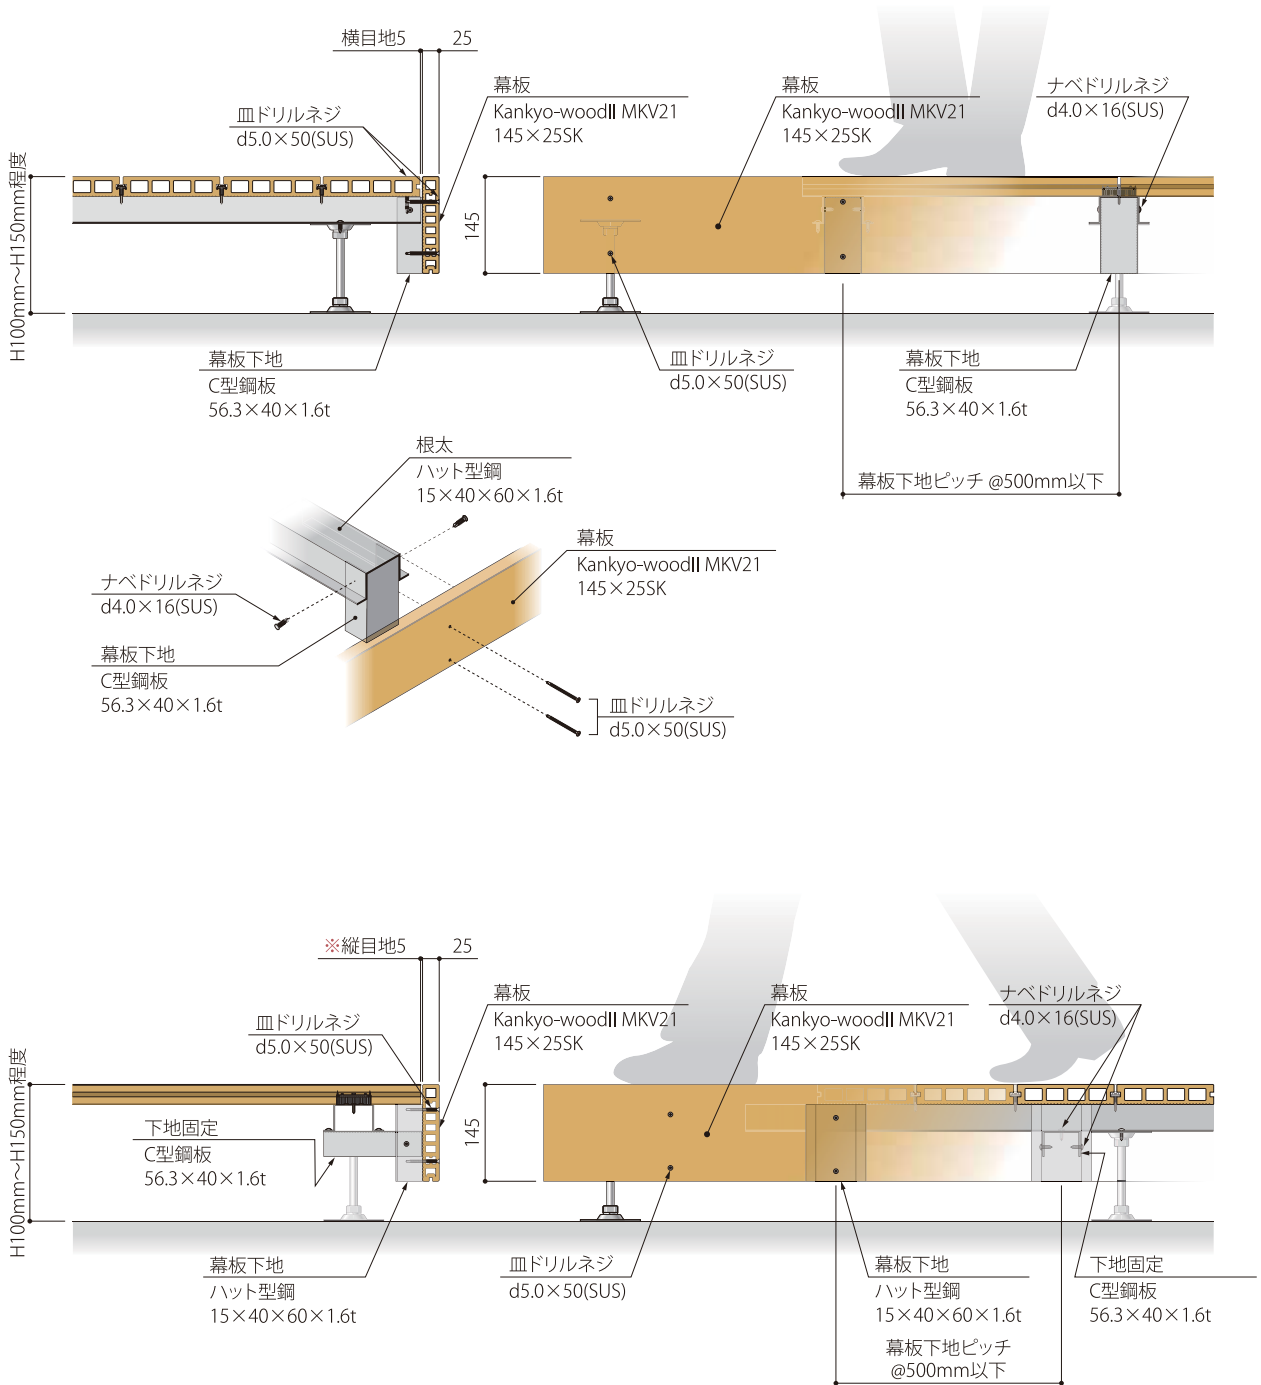 横目地5 25
幕板
Kankyo-woodⅡ MKV21
145×25SK
皿ドリルネジ
d5.0×50(SUS)
H100mm～H150mm程度
幕板下地
C型鋼板
56.3×40×1.6t
幕板
Kankyo-woodⅡ MKV21
145×25SK
ナベドリルネジ
d4.0×16(SUS)
145
皿ドリルネジ
d5.0×50(SUS)
幕板下地
C型鋼板
56.3×40×1.6t
幕板下地ピッチ @500mm以下
根太
ハット型鋼
15×40×60×1.6t
幕板
Kankyo-woodⅡ MKV21
145×25SK
ナベドリルネジ
d4.0×16(SUS)
幕板下地
C型鋼板
56.3×40×1.6t
皿ドリルネジ
d5.0×50(SUS)
※縦目地5 25
幕板
Kankyo-woodⅡ MKV21
145×25SK
皿ドリルネジ
d5.0×50(SUS)
H100mm～H150mm程度
下地固定
C型鋼板
56.3×40×1.6t
幕板下地
ハット型鋼
15×40×60×1.6t
幕板
Kankyo-woodⅡ MKV21
145×25SK
ナベドリルネジ
d4.0×16(SUS)
145
皿ドリルネジ
d5.0×50(SUS)
幕板下地
ハット型鋼
15×40×60×1.6t
下地固定
C型鋼板
56.3×40×1.6t
幕板下地ピッチ
@500mm以下